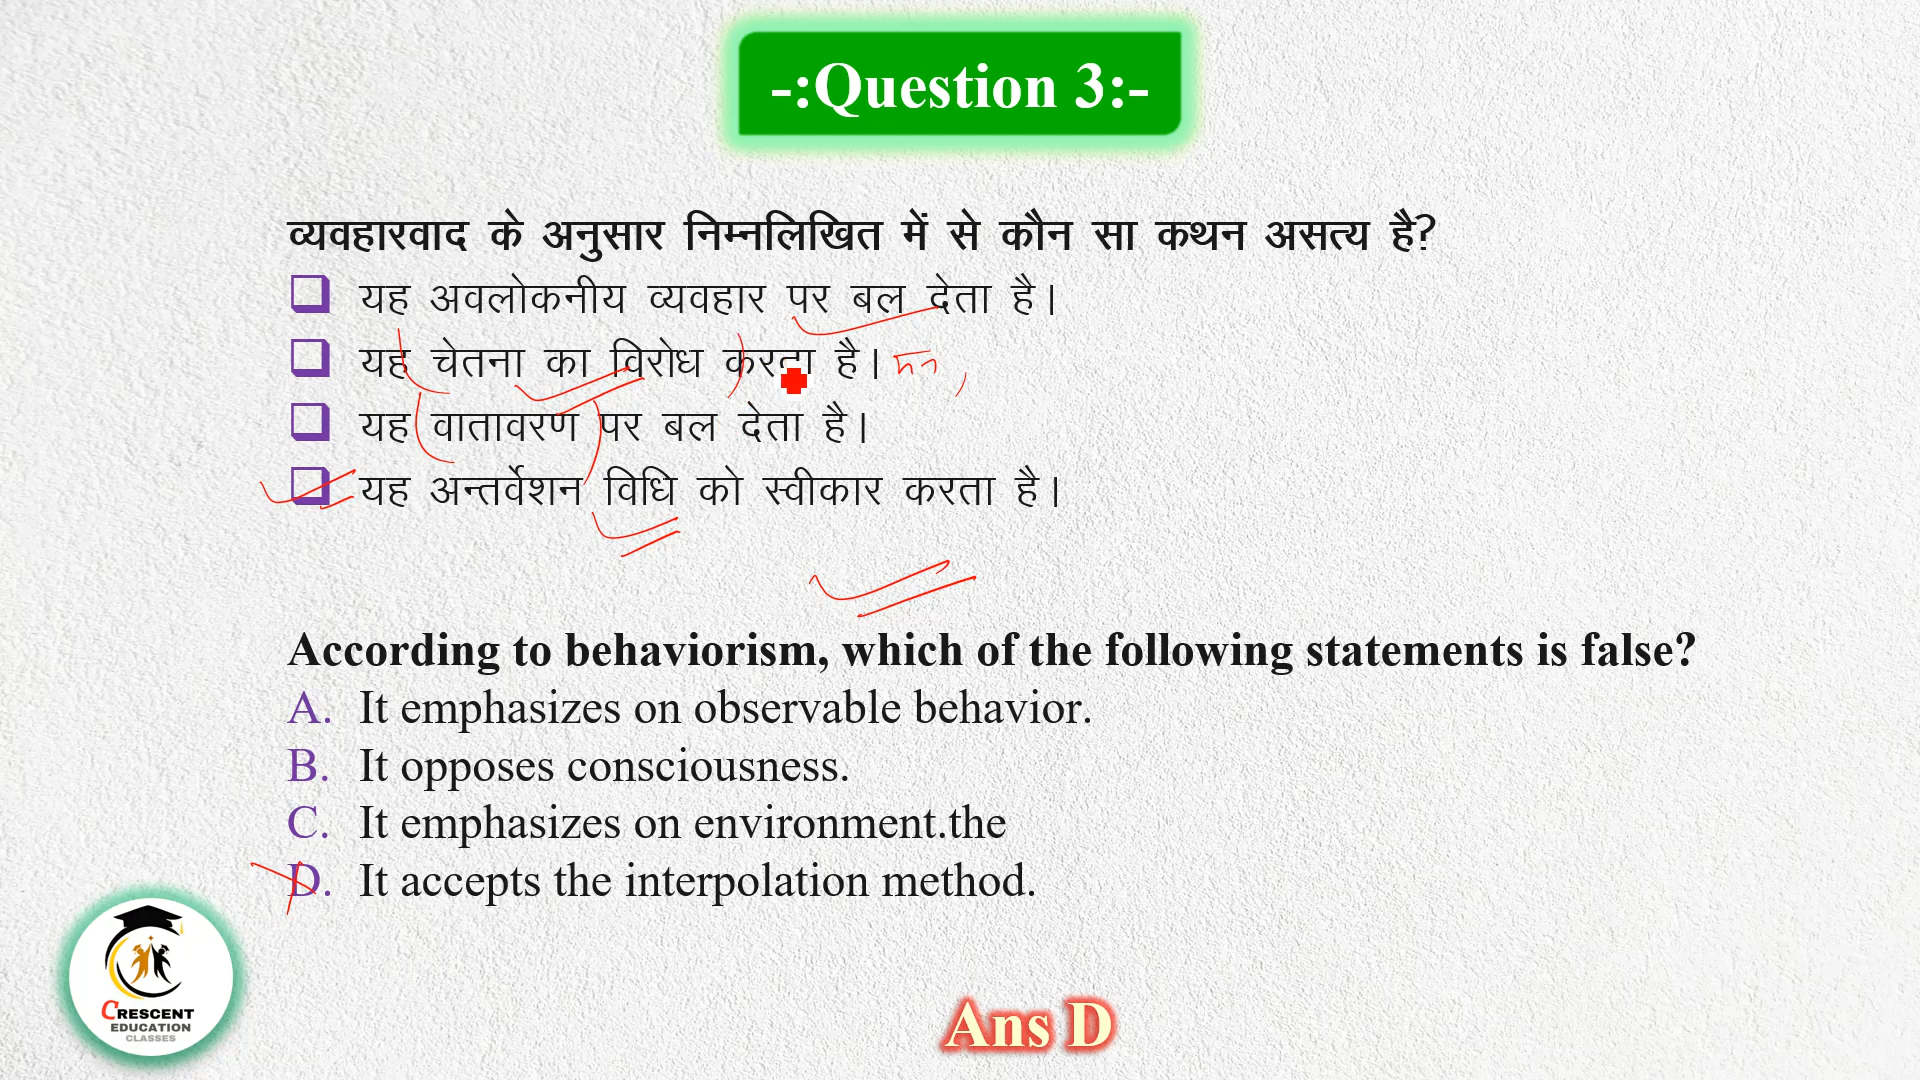 -:Question 3:-
व्यवहारवाद के अनुसार निम्नलिखित में से कौन सा कथन असत्य है?
यह अवलोकनीय व्यवहार पर बल देता है।
यह चेतना का विरोध करता है।
यह वातावरण पर बल देता है।
यह अन्तर्वेशन विधि को स्वीकार करता है।
According to behaviorism, which of the following statements is false?
A. It emphasizes on observable behavior.
B. It opposes consciousness.
C. It emphasizes on environment.the
D. It accepts the interpolation method.
CRESCENT
EDUCATION
CLASSES
Ans D